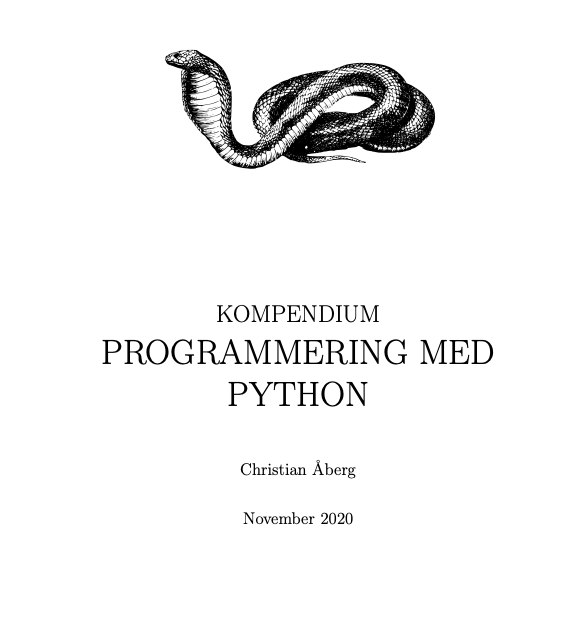 KOMPENDIUM
PROGRAMMERING MED
PYTHON
Christian Åberg
November 2020